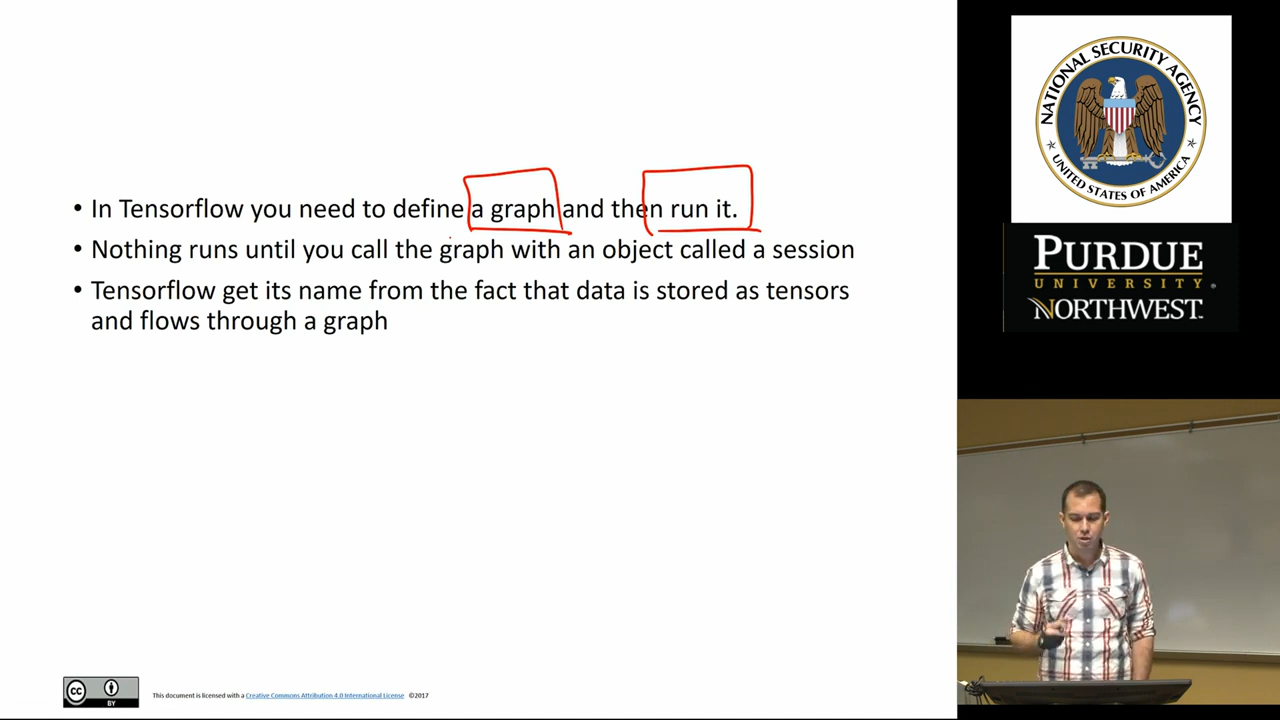 • In Tensorflow you need to define a graph and then run it.
• Nothing runs until you call the graph with an object called a session
• Tensorflow get its name from the fact that data is stored as tensors
and flows through a graph
NATIONAL SECURITY AGENCY
UNITED STATES OF AMERICA
PURDUE
UNIVERSITY
NORTHWEST
cc
BY
This document is licensed with a Creative Commons Attribution 4.0 International License ©2017